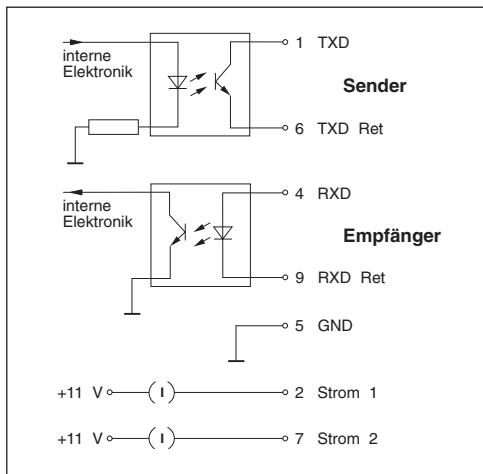 1 TXD
interne
Elektronik
Sender
6 TXD Ret
4 RXD
interne
Elektronik
Empfänger
9 RXD Ret
5 GND
+11 V I 2 Strom 1
+11 V I 7 Strom 2